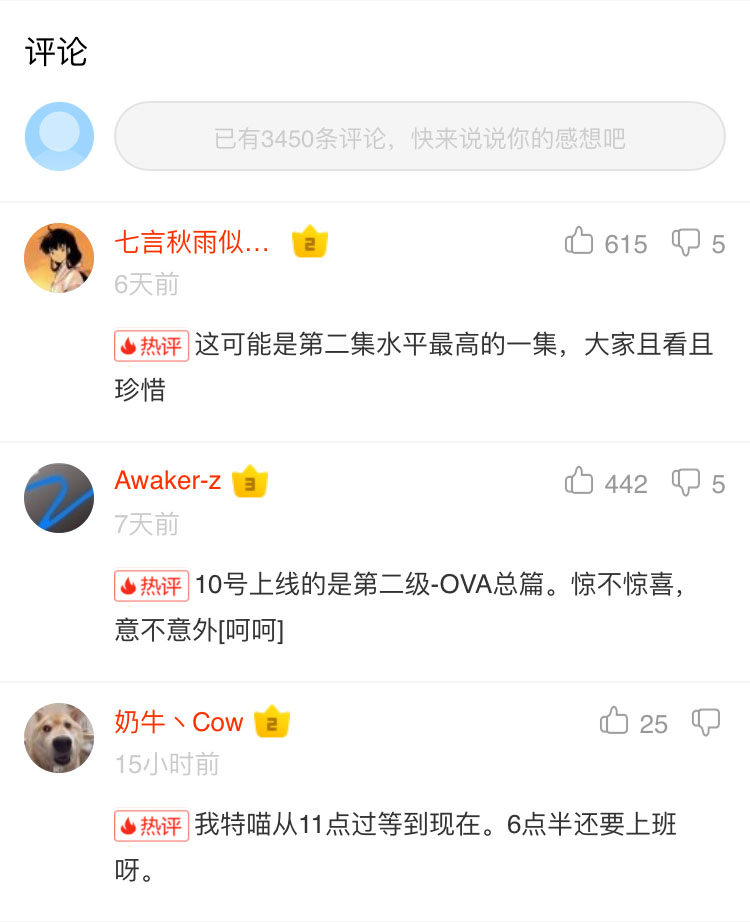 评论
已有3450条评论，快来说说你的感想吧
七言秋雨似... 2 615 5
6天前
热评 这可能是第二集水平最高的一集，大家且看且
珍惜
Awaker-z 3 442 5
7天前
热评 10号上线的是第二级-OVA总篇。惊不惊喜，
意不意外[呵呵]
奶牛丶Cow 2 25
15小时前
热评 我特喵从11点过等到现在。6点半还要上班
呀。